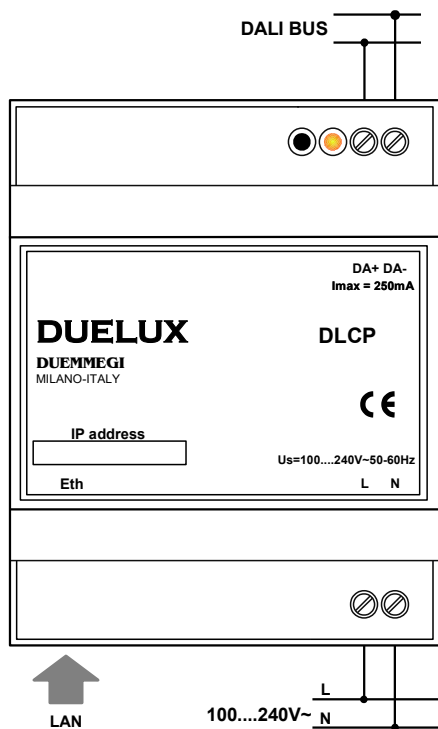 DALI BUS
DA+ DA-
Imax = 250mA
DUELUX
DLCP
DUEMMEGI
MILANO-ITALY
CE
IP address
Us=100....240V~50-60Hz
Eth
L N
L
100....240V~ N
LAN